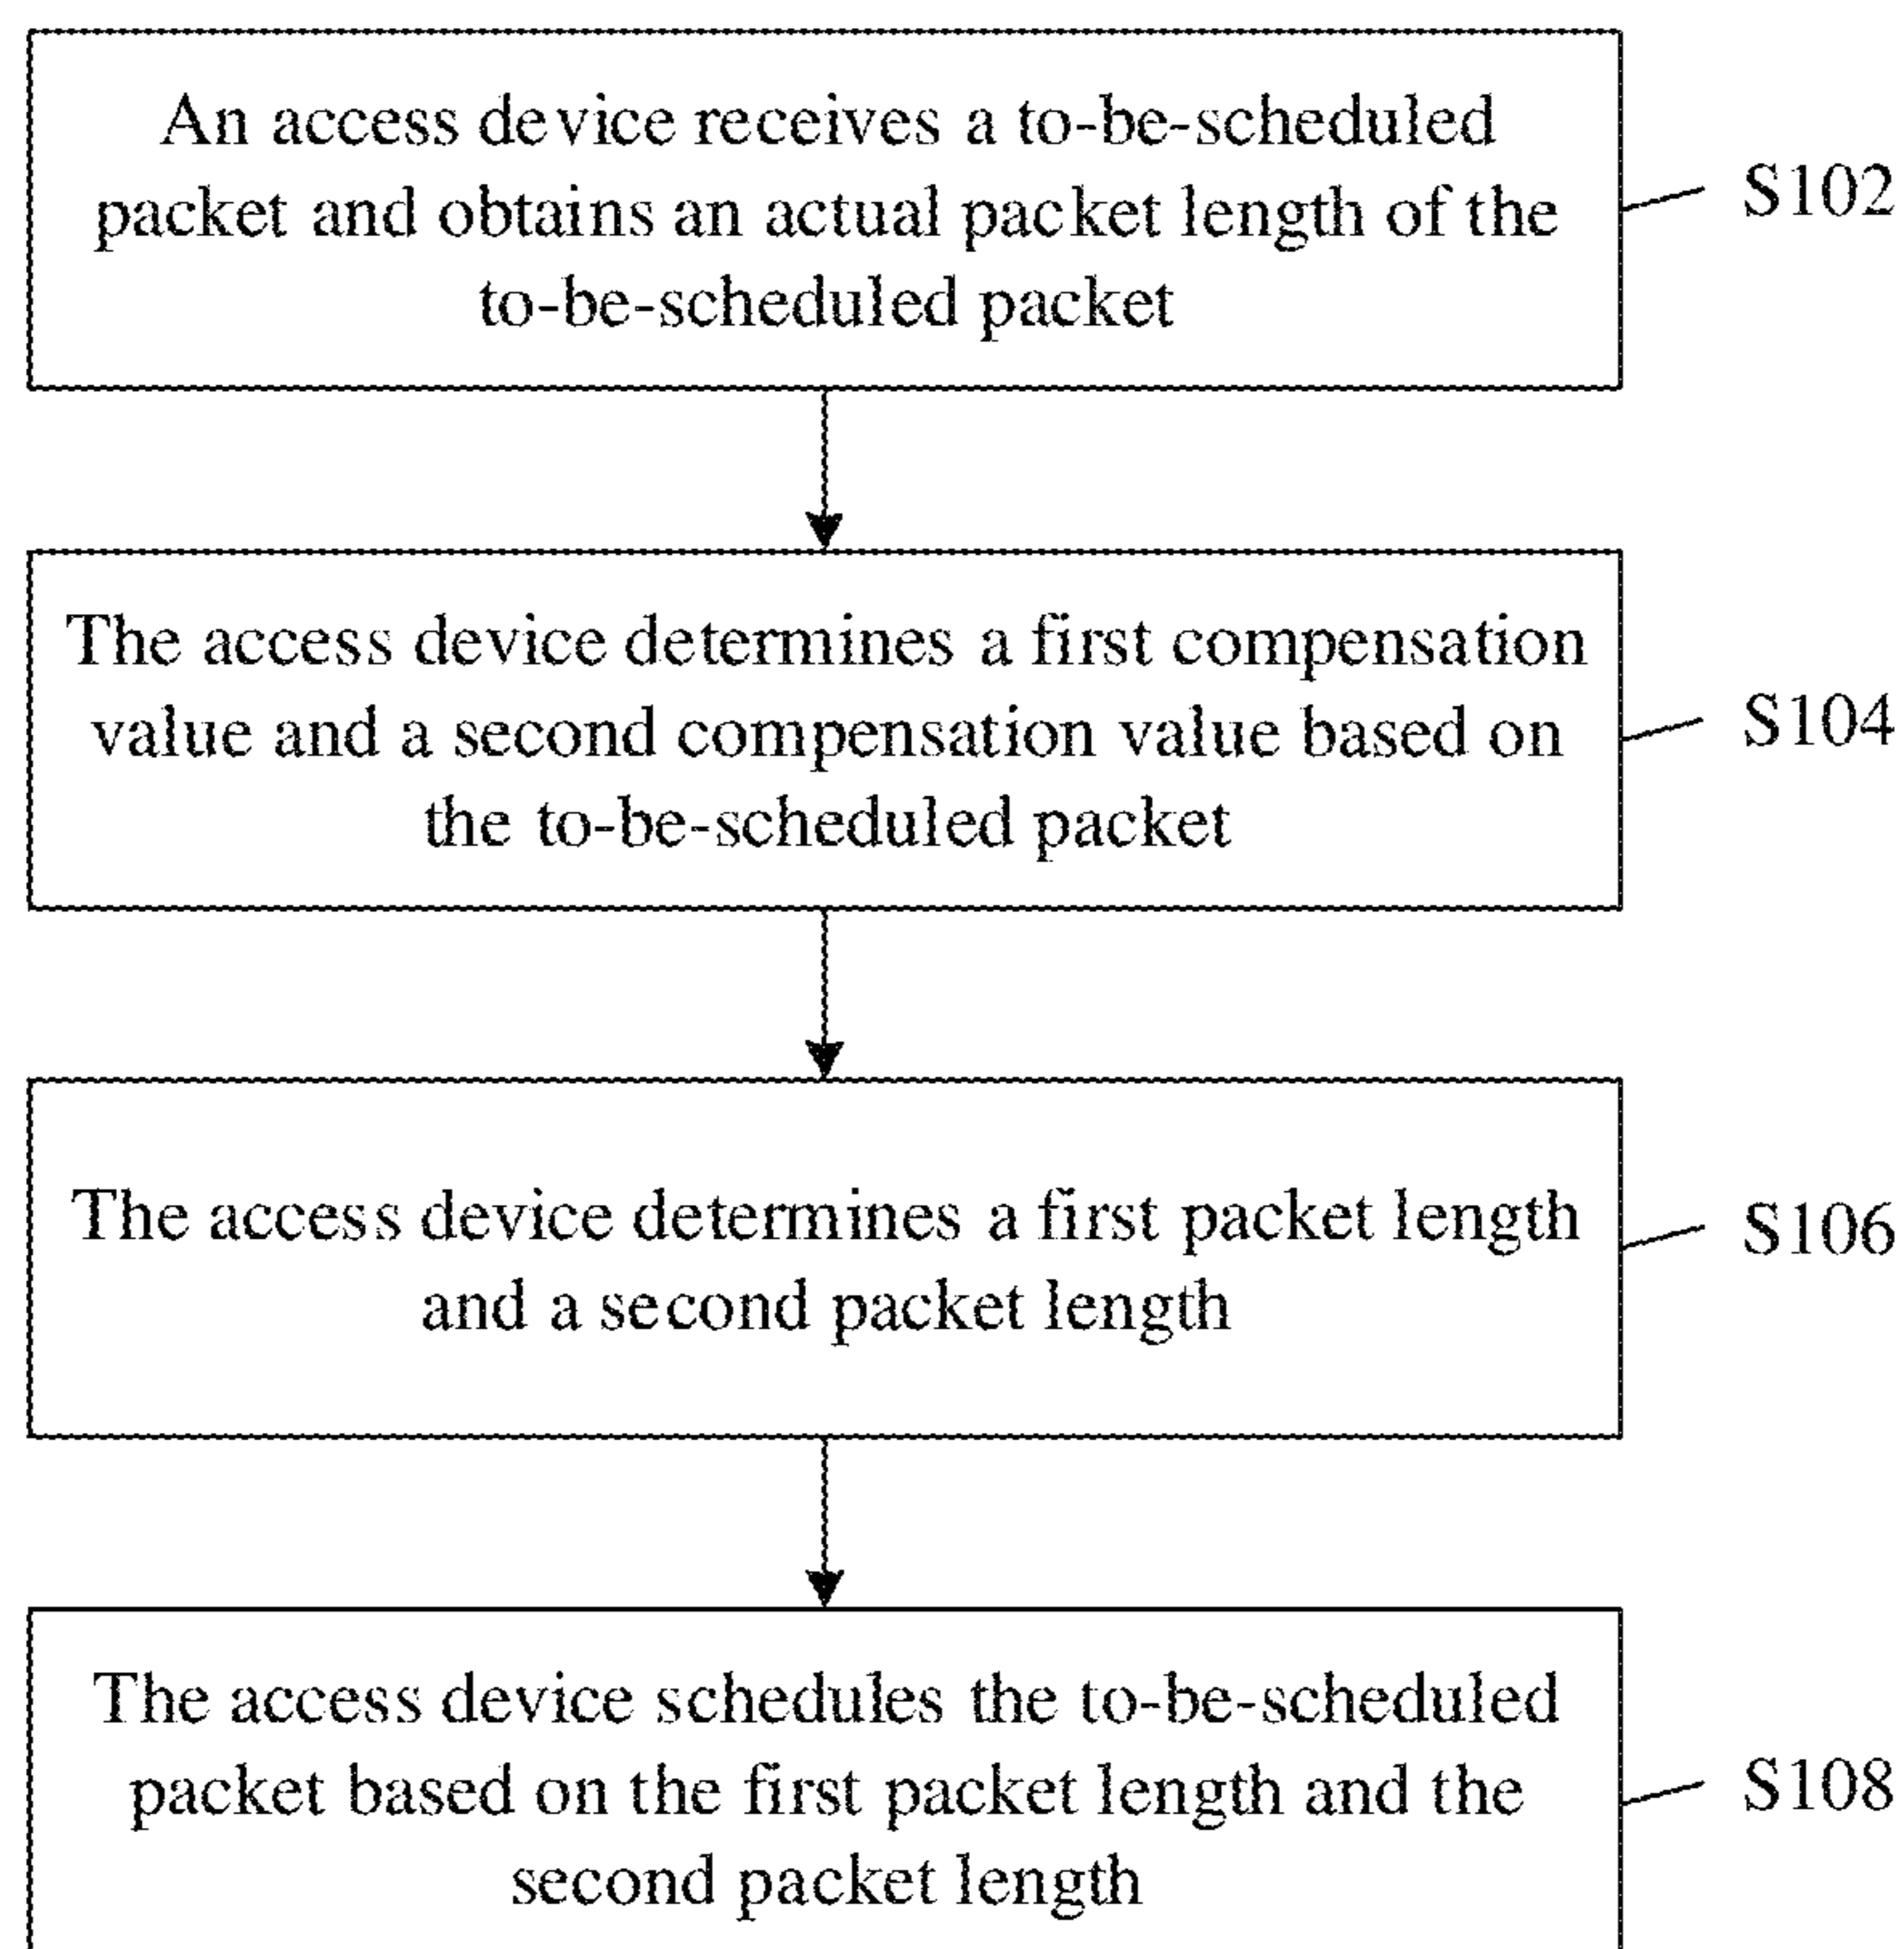 An access device receives a to-be-scheduled
packet and obtains an actual packet length of the
to-be-scheduled packet
S102
The access device determines a first compensation
value and a second compensation value based on
the to-be-scheduled packet
S104
The access device determines a first packet length
and a second packet length
S106
The access device schedules the to-be-scheduled
packet based on the first packet length and the
second packet length
S108